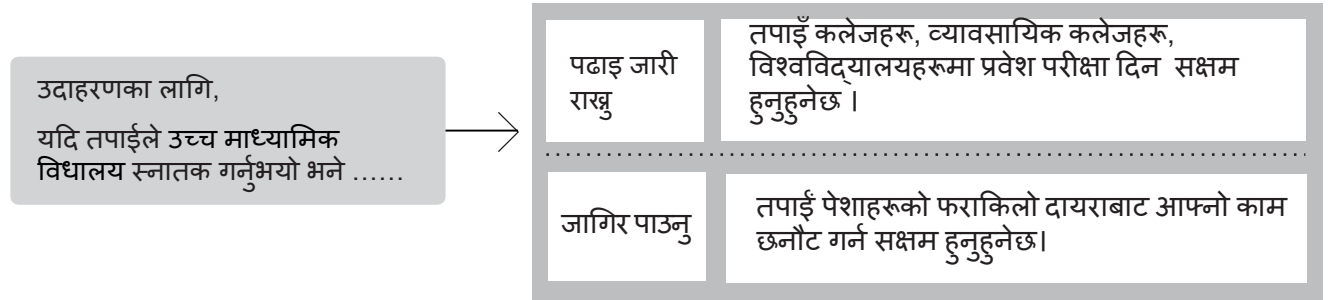 उदाहरणका लागि,
यदि तपाईले उच्च माध्यामिक
विधालय स्नातक गर्नुभयो भने ……
पढाइ जारी
राख्नु
तपाइँ कलेजहरू, व्यावसायिक कलेजहरू,
विश्वविद्यालयहरूमा प्रवेश परीक्षा दिन सक्षम
हुनुहुनेछ ।
जागिर पाउनु
तपाईं पेशाहरूको फराकिलो दायराबाट आफ्नो काम
छनौट गर्न सक्षम हुनुहुनेछ।